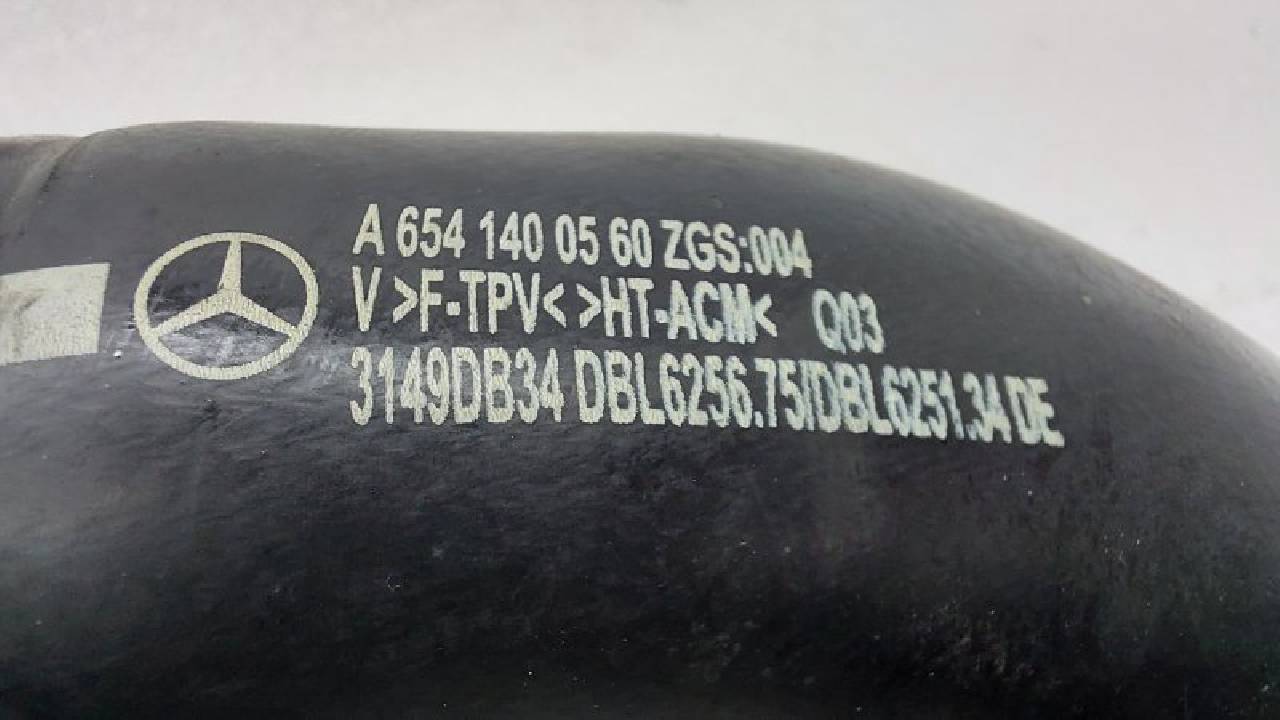 A 654 140 05 60 ZGS:004
V >F-TPV< >HT-ACM< Q03
3149DB34 DBL6256.75/DBL6251.34 DE